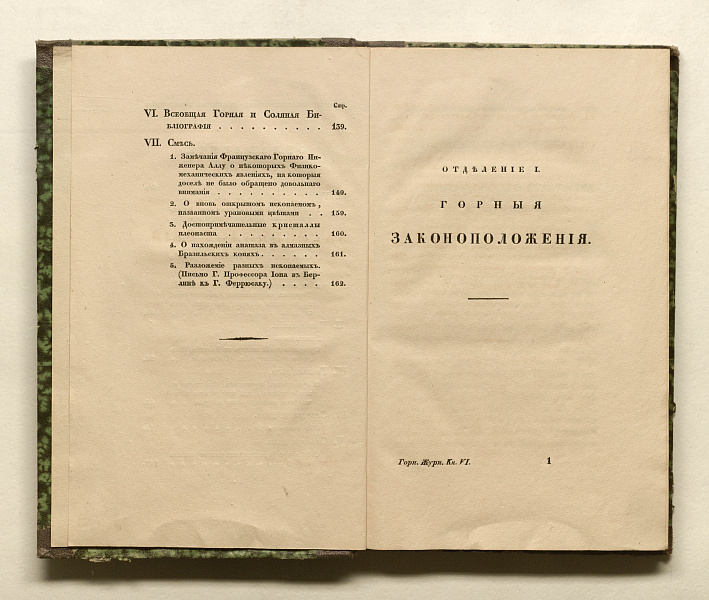 Стр.
VI. Всеобщая Горная и Соляная Би-
бліографія . . . . . . . . . . 139.
VII. Смѣсь.
1. Замѣчанія Французскаго Горнаго Ин-
женера Аллу о нѣкоторыхъ Физико-
механическихъ явленіяхъ, на которыя
доселѣ не было обращено довольнаго
вниманія . . . . . . . . . . 149.
2. О вновь открытомъ ископаемомъ,
названномъ урановыми цвѣтами . . 159.
3. Достопримѣчательные кристаллы
плеонаста . . . . . . . . . 160.
4. О нахожденіи анатаза въ алмазныхъ
Бразильскихъ копяхъ . . . . . . 161.
5. Разложеніе разныхъ ископаемыхъ.
(Письмо Г. Профессора Іона въ Бер-
линѣ къ Г. Феррюсаку.) . . . . 162.
ОТДѢЛЕНІЕ I.
ГОРНЫЯ
ЗАКОНОПОЛОЖЕНІЯ.
Горн. Журн. Кн. VI. 1